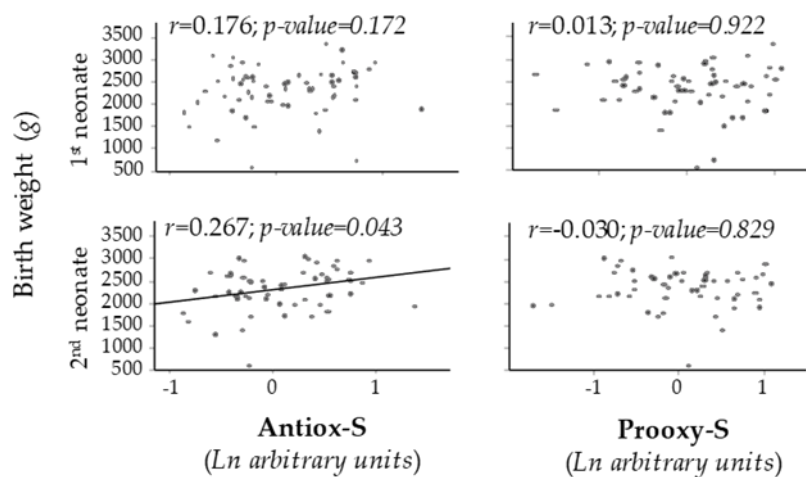 r=0.176; p-value=0.172
r=0.013; p-value=0.922
3500
3000
2500
2000
1500
1000
500
1st neonate
Birth weight (g)
r=0.267; p-value=0.043
r=-0.030; p-value=0.829
3500
3000
2500
2000
1500
1000
500
2nd neonate
-1 0 1
-1 0 1
Antiox-S
(Ln arbitrary units)
Prooxy-S
(Ln arbitrary units)